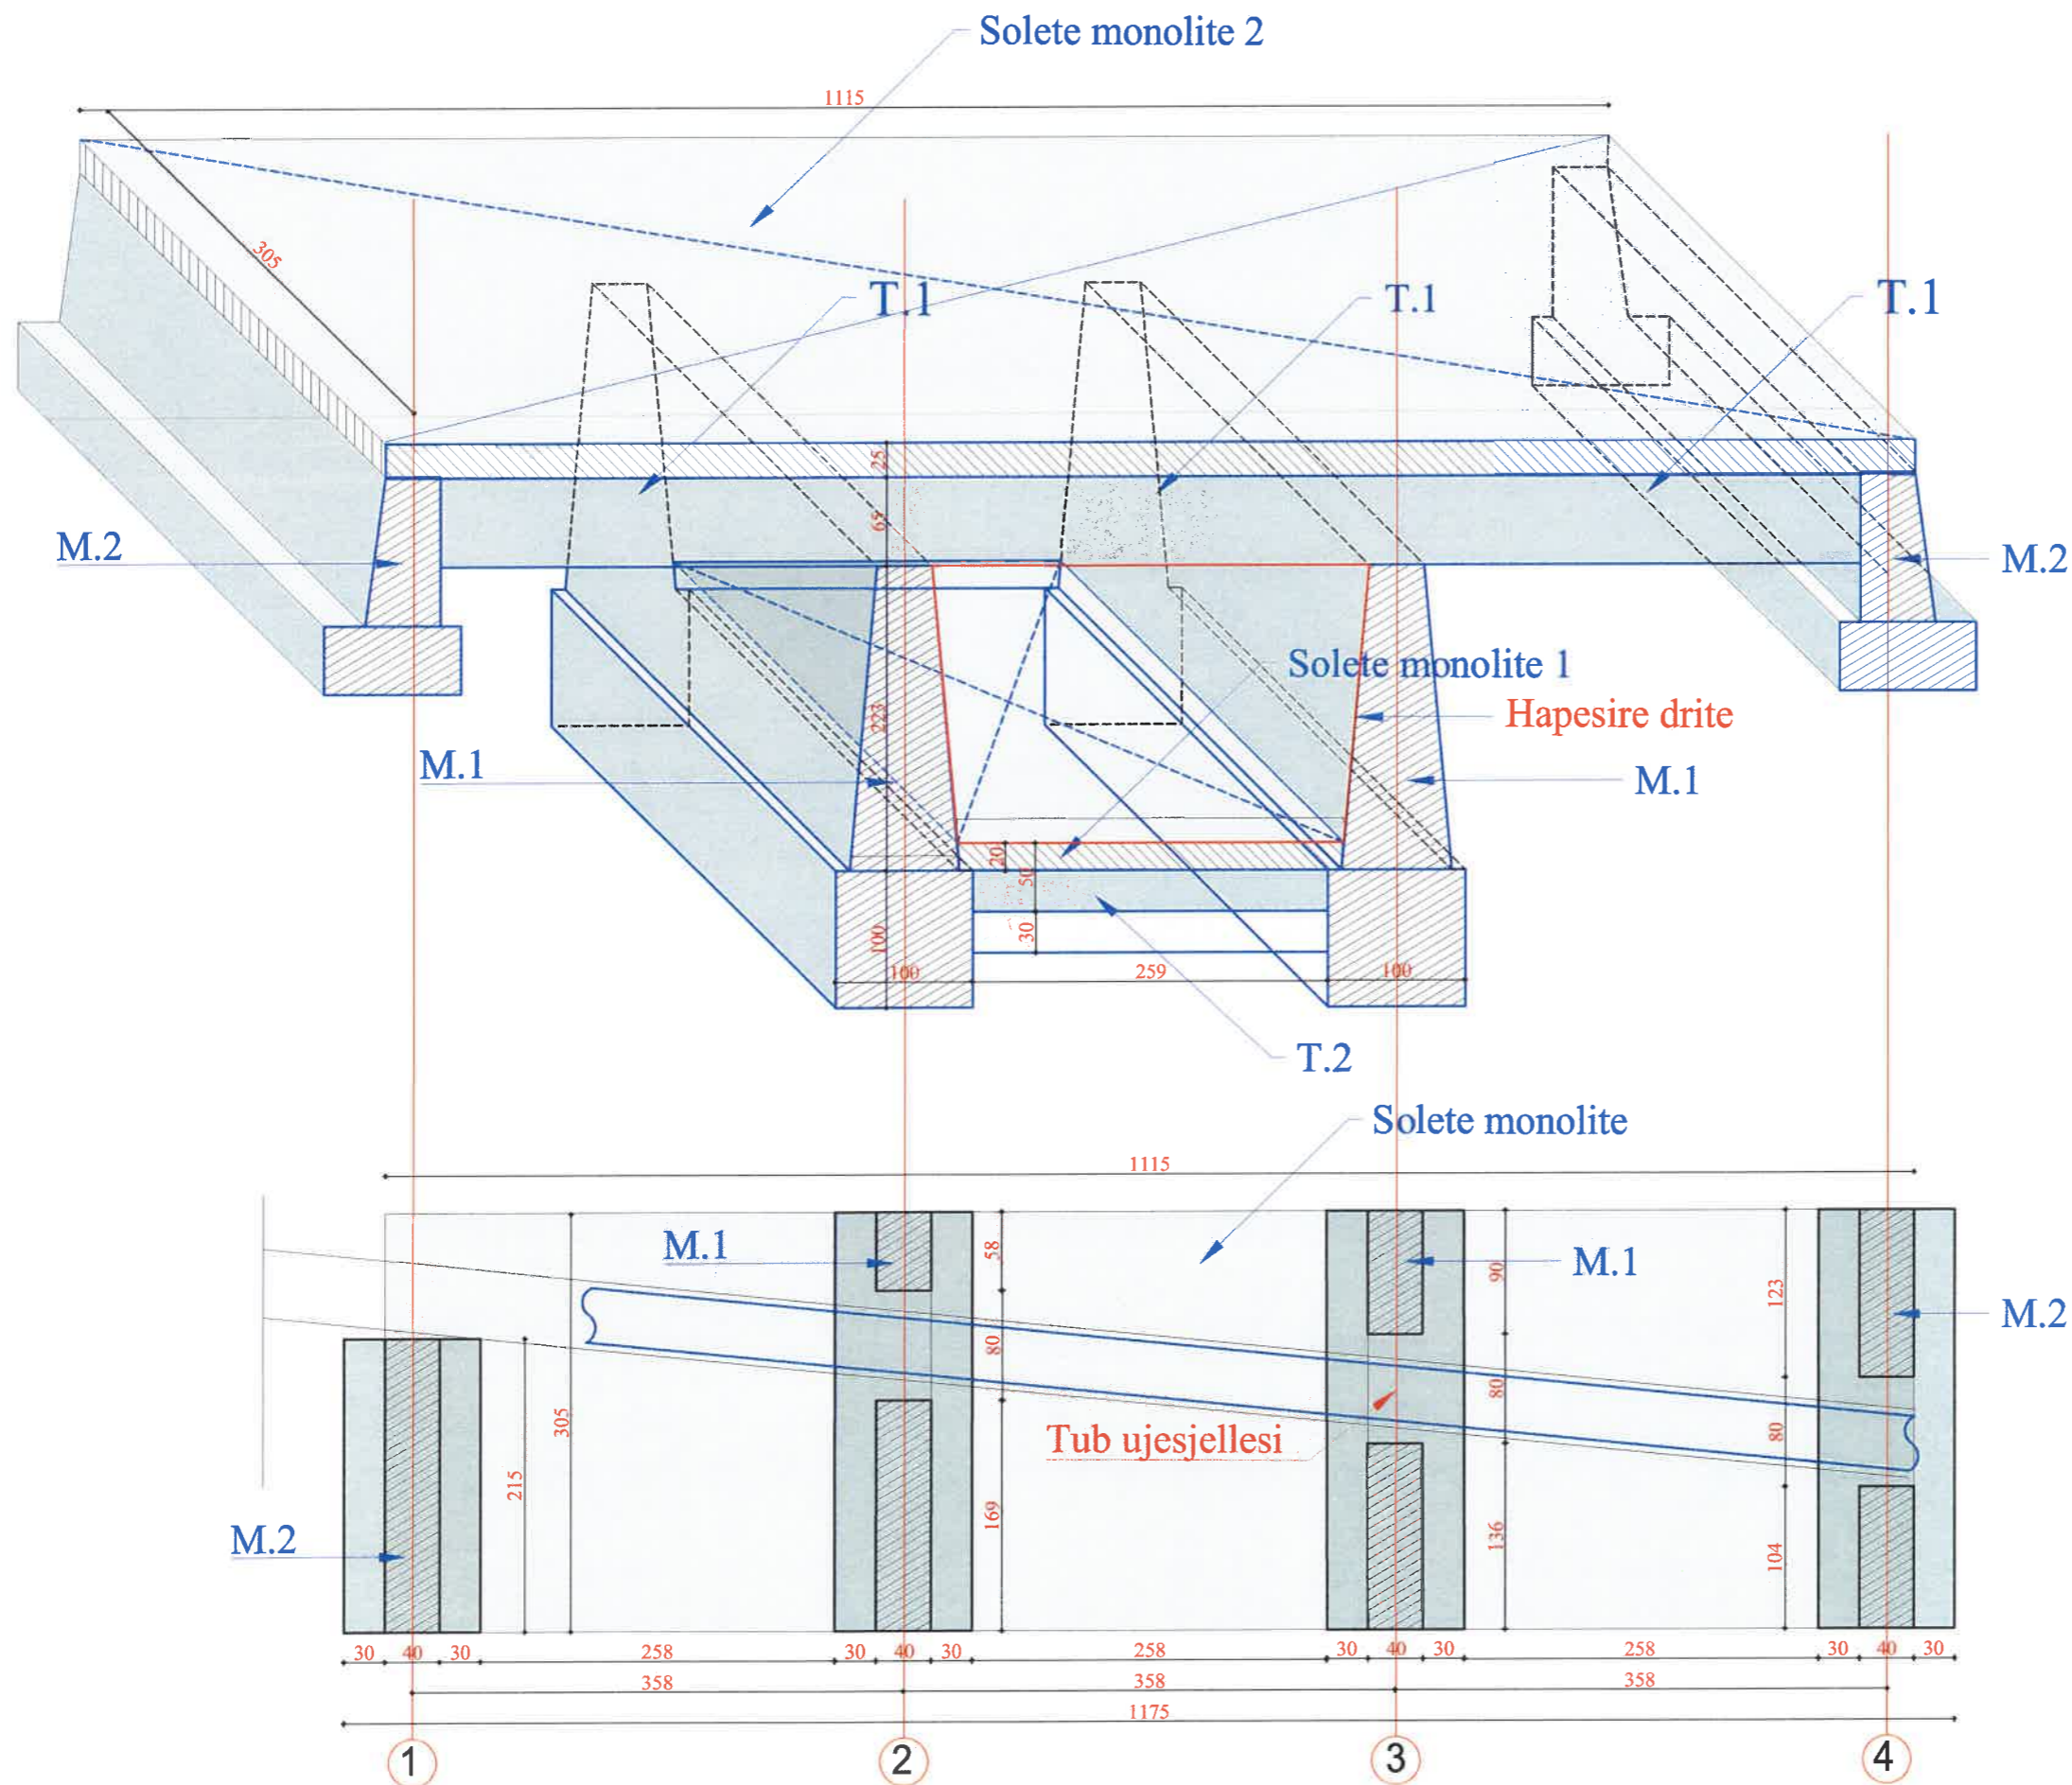 Solete monolite 2
1115
305
T.1
T.1
T.1
25
65
M.2
M.2
Solete monolite 1
Hapesire drite
223
M.1
M.1
20
50
30
100
100
259
100
T.2
Solete monolite
1115
M.1
M.1
M.2
58
90
123
80
80
80
305
Tub ujesjellesi
215
169
136
104
M.2
30 40 30 258 30 40 30 258 30 40 30 258 30 40 30
358 358 358
1175
1 2 3 4